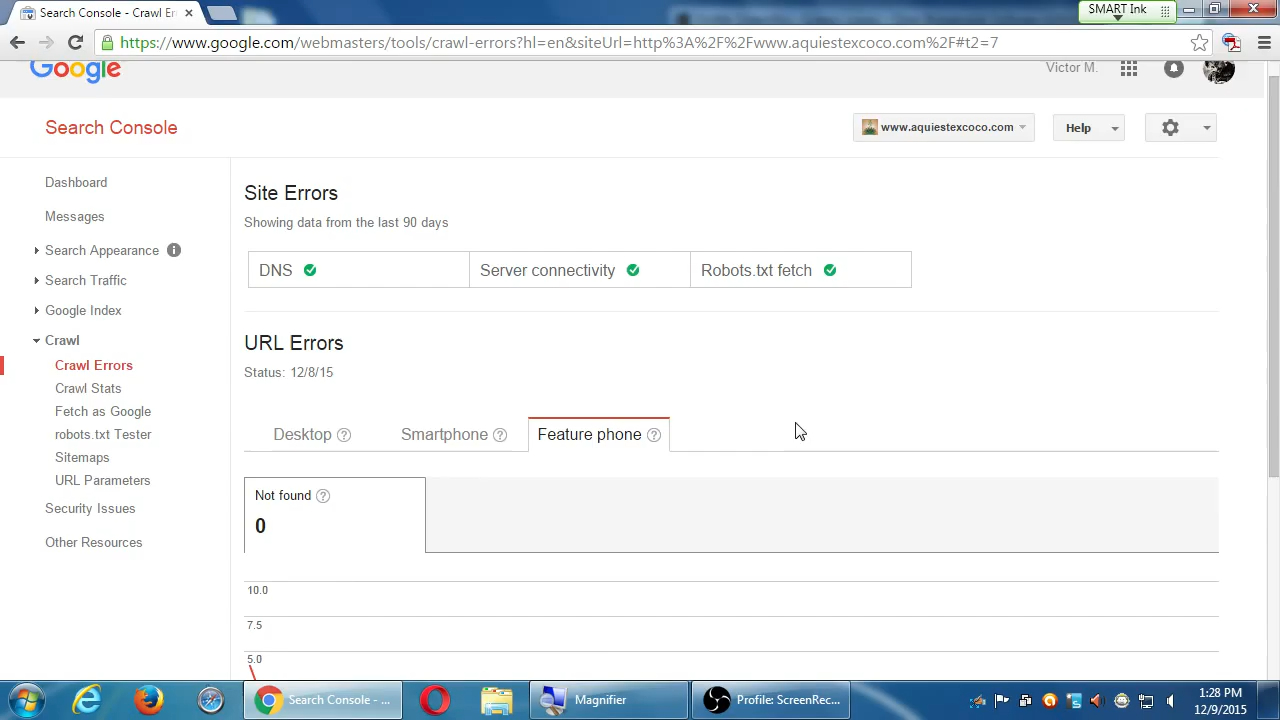 Search Console - Crawl Er
SMART Ink
https://www.google.com/webmasters/tools/crawl-errors?hl=en&siteUrl=http%3A%2F%2Fwww.aquiestexcoco.com%2F#t2=7
Google
Victor M.
Search Console
www.aquiestexcoco.com
Help
Dashboard
Messages
Search Appearance
Search Traffic
Google Index
Crawl
Crawl Errors
Crawl Stats
Fetch as Google
robots.txt Tester
Sitemaps
URL Parameters
Security Issues
Other Resources
Site Errors
Showing data from the last 90 days
DNS
Server connectivity
Robots.txt fetch
URL Errors
Status: 12/8/15
Desktop ?
Smartphone ?
Feature phone ?
Not found ?
0
10.0
7.5
5.0
Search Console - ...
Magnifier
Profile: ScreenRec...
1:28 PM
12/9/2015